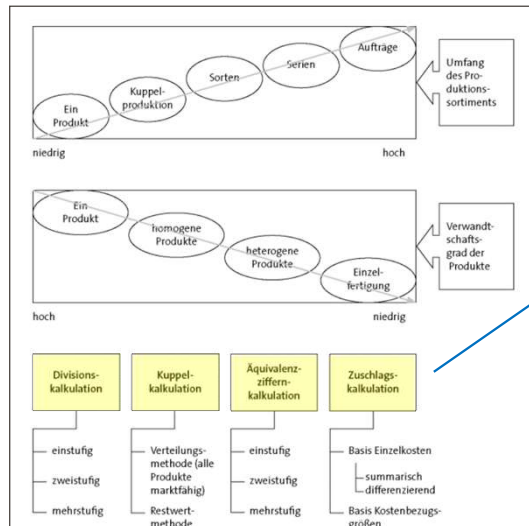 Ein
Produkt
Kuppel-
produktion
Sorten
Serien
Aufträge
Umfang
des Pro-
duktions-
sortiments
niedrig
hoch
Ein
Produkt
homogene
Produkte
heterogene
Produkte
Einzel-
fertigung
Verwandt-
schafts-
grad der
Produkte
hoch
niedrig
Divisions-
kalkulation
einstufig
zweistufig
mehrstufig
Kuppel-
kalkulation
Verteilungs-
methode (alle
Produkte
marktfähig)
Restwert-
methode
Äquivalenz-
ziffern-
kalkulation
einstufig
zweistufig
mehrstufig
Zuschlags-
kalkulation
Basis Einzelkosten
summarisch
differenzierend
Basis Kostenbezugs-
größen